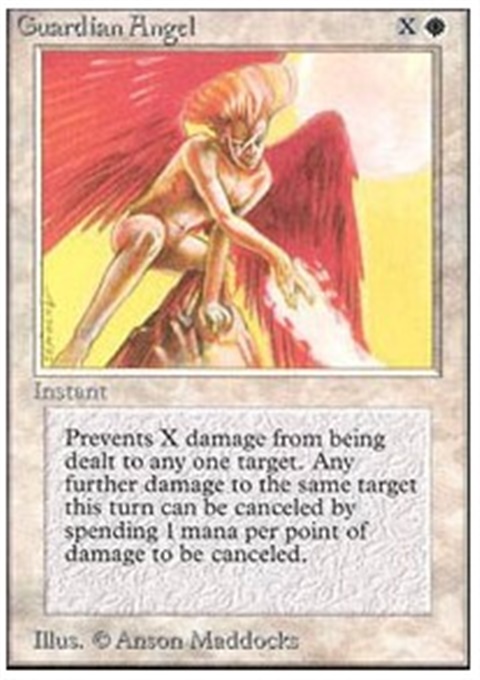 Guardian Angel X
Instant
Prevents X damage from being
dealt to any one target. Any
further damage to the same target
this turn can be canceled by
spending 1 mana per point of
damage to be canceled.
Illus. © Anson Maddocks